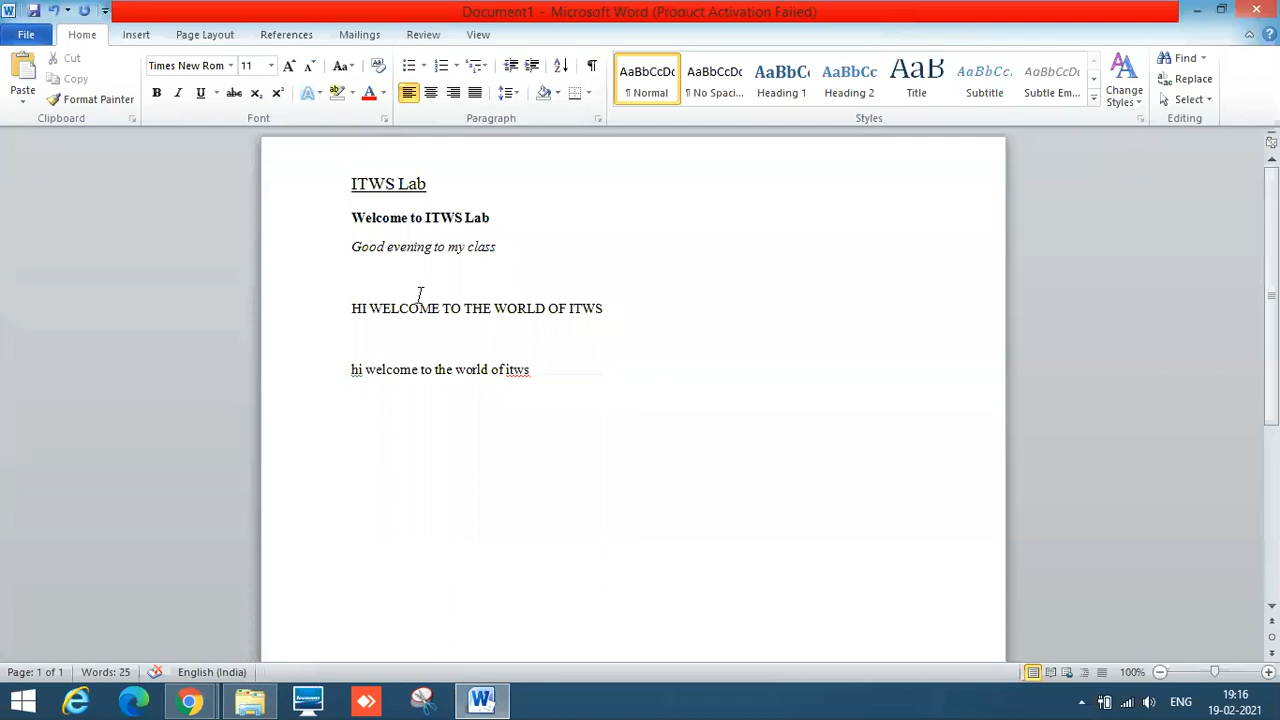 Document1 - Microsoft Word (Product Activation Failed)
File Home Insert Page Layout References Mailings Review View
Paste
Cut
Copy
Format Painter
Clipboard
Times New Rom 11
Font
Paragraph
AaBbCcDc AaBbCcDc AaBbCc AaBbCc AaB AaBbCc. AaBbCcDc
¶ Normal ¶ No Spaci... Heading 1 Heading 2 Title Subtitle Subtle Em...
Styles
Change Styles
Find
Replace
Select
Editing
ITWS Lab
Welcome to ITWS Lab
Good evening to my class
HI WELCOME TO THE WORLD OF ITWS
hi welcome to the world of itws
Page: 1 of 1 Words: 25 English (India) 100%
ENG 19:16
19-02-2021